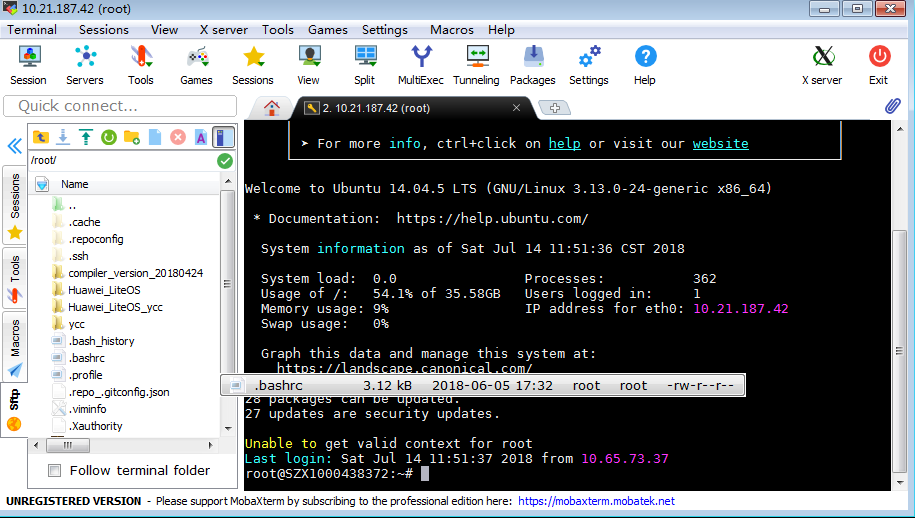 10.21.187.42 (root)
Terminal Sessions View X server Tools Games Settings Macros Help
Session Servers Tools Games Sessions View Split MultiExec Tunneling Packages Settings Help X server Exit
Quick connect...
2. 10.21.187.42 (root)
/root/
Name
..
.cache
.repoconfig
.ssh
compiler_version_20180424
Huawei_LiteOS
Huawei_LiteOS_ycc
ycc
.bash_history
.bashrc
.profile
.repo_.gitconfig.json
.viminfo
.Xauthority
Follow terminal folder
Sessions
Tools
Macros
Sftp
➤ For more info, ctrl+click on help or visit our website
Welcome to Ubuntu 14.04.5 LTS (GNU/Linux 3.13.0-24-generic x86_64)
* Documentation: https://help.ubuntu.com/
System information as of Sat Jul 14 11:51:36 CST 2018
System load: 0.0 Processes: 362
Usage of /: 54.1% of 35.58GB Users logged in: 1
Memory usage: 9% IP address for eth0: 10.21.187.42
Swap usage: 0%
Graph this data and manage this system at:
https://landscape.canonical.com/
.bashrc 3.12 kB 2018-06-05 17:32 root root -rw-r--r--
28 packages can be updated.
27 updates are security updates.
Unable to get valid context for root
Last login: Sat Jul 14 11:51:37 2018 from 10.65.73.37
root@SZX1000438372:~#
UNREGISTERED VERSION - Please support MobaXterm by subscribing to the professional edition here: https://mobaxterm.mobatek.net